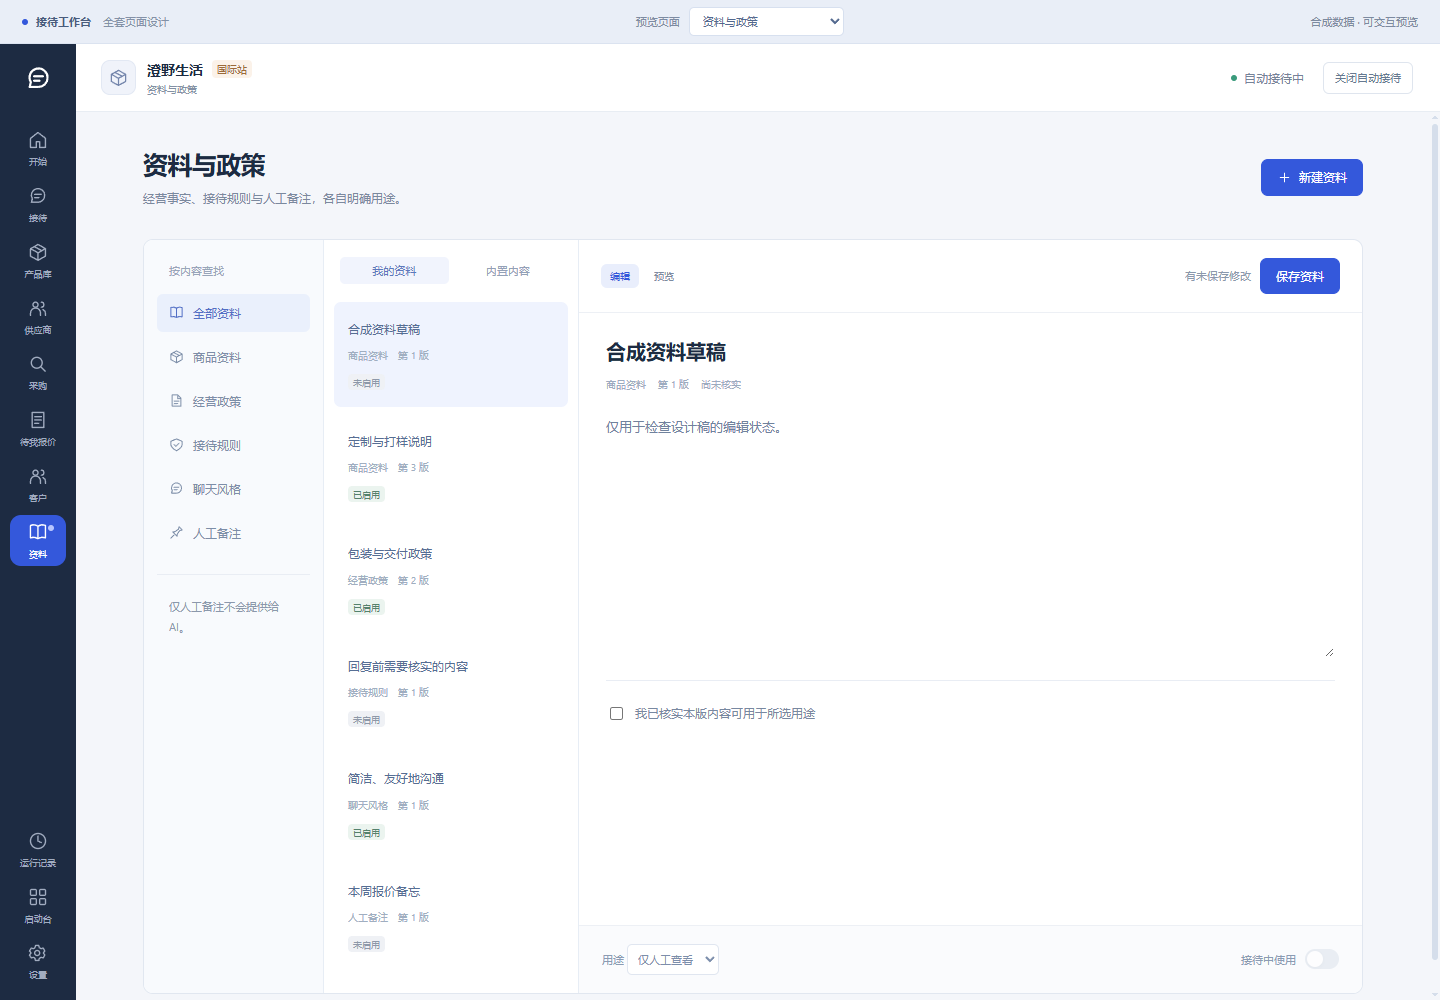 接待工作台 全套页面设计
预览页面 资料与政策
合成数据 · 可交互预览
开始
接待
产品库
供应商
采购
待我报价
客户
资料
运行记录
启动台
设置
澄野生活 国际站
资料与政策
自动接待中 关闭自动接待
资料与政策
经营事实、接待规则与人工备注，各自明确用途。
新建资料
按内容查找
全部资料
商品资料
经营政策
接待规则
聊天风格
人工备注
仅人工备注不会提供给
AI。
我的资料 内置内容
合成资料草稿
商品资料 第 1 版
未启用
定制与打样说明
商品资料 第 3 版
已启用
包装与交付政策
经营政策 第 2 版
已启用
回复前需要核实的内容
接待规则 第 1 版
未启用
简洁、友好地沟通
聊天风格 第 1 版
已启用
本周报价备忘
人工备注 第 1 版
未启用
编辑 预览
有未保存修改 保存资料
合成资料草稿
商品资料 第 1 版 尚未核实
仅用于检查设计稿的编辑状态。
我已核实本版内容可用于所选用途
用途 仅人工查看
接待中使用